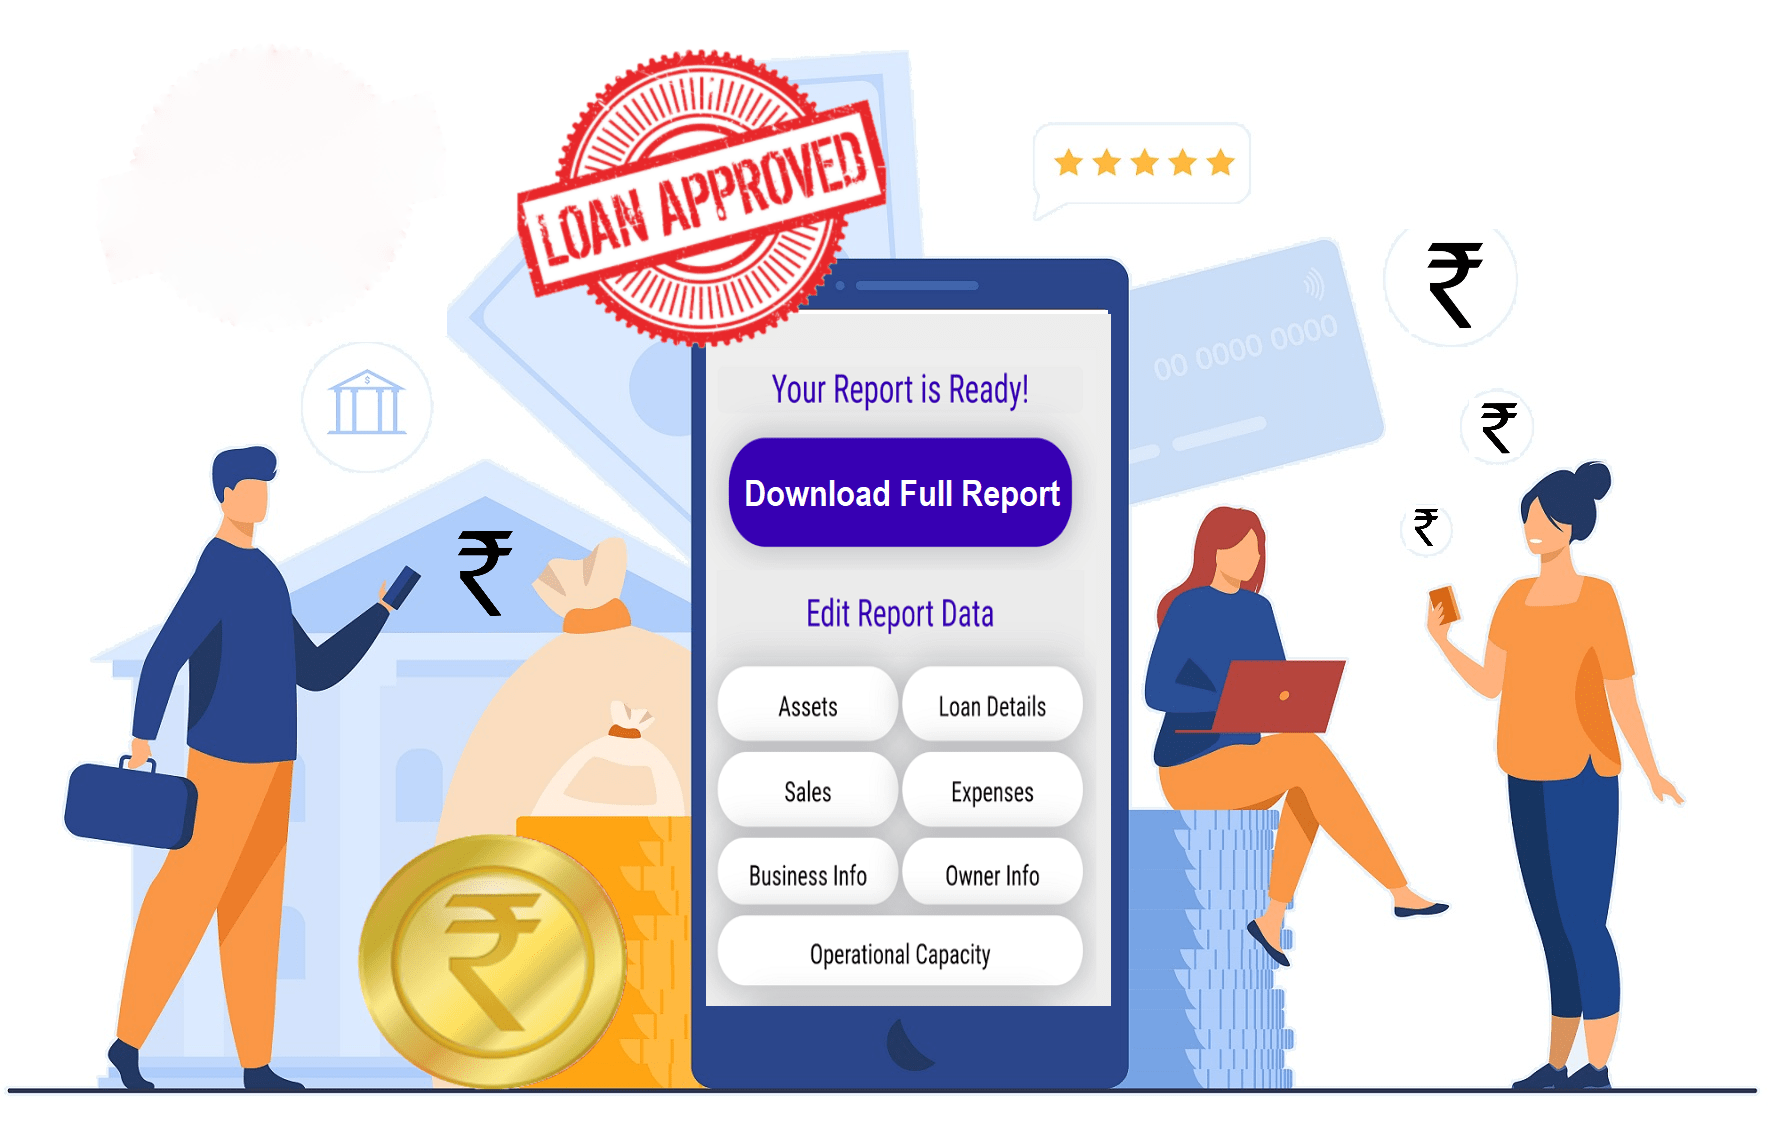 LOAN APPROVED
₹
00 0000 0000
Your Report is Ready!
₹
Download Full Report
₹
₹
Edit Report Data
Assets
Loan Details
Sales
Expenses
Business Info
Owner Info
₹
Operational Capacity